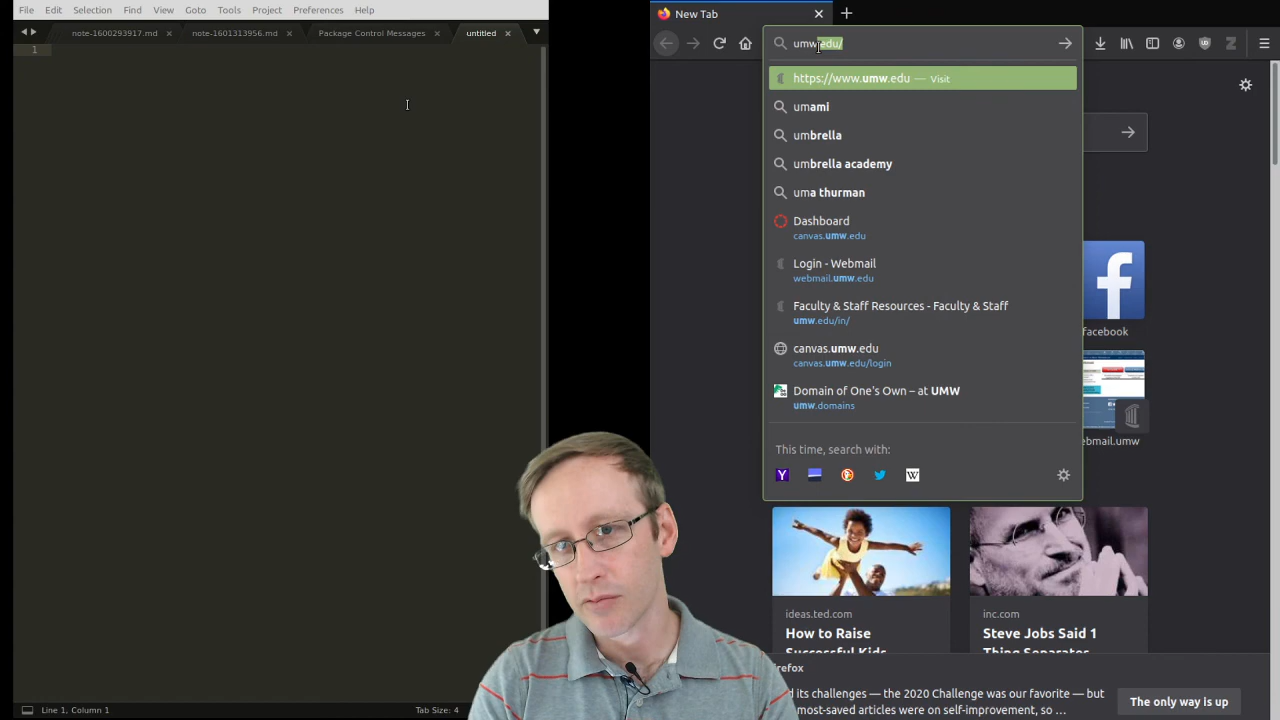 File Edit Selection View Goto Tools Project Preferences Help
note-1600293917.md note-1601313956.md Package Control Messages untitled
1
Line 1, Column 1 Tab Size: 4
New Tab
umw.edu/
https://www.umw.edu — Visit
umami
umbrella
umbrella academy
uma thurman
Dashboard
canvas.umw.edu
Login - Webmail
webmail.umw.edu
Faculty & Staff Resources - Faculty & Staff
umw.edu/in/
canvas.umw.edu
canvas.umw.edu/login
Domain of One's Own – at UMW
umw.domains
This time, search with:
facebook
ebmail.umw
ideas.ted.com
How to Raise
Successful Kids
inc.com
Steve Jobs Said 1
Thing Separates
refox
d its challenges — the 2020 Challenge was our favorite — but
most-saved articles were on self-improvement, so …
The only way is up